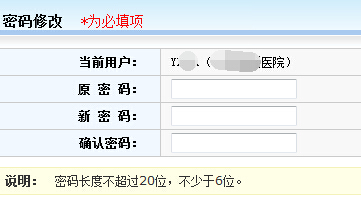 密码修改 *为必填项
当前用户： Y（医院）
原 密 码：
新 密 码：
确认密码：
说明： 密码长度不超过20位，不少于6位。